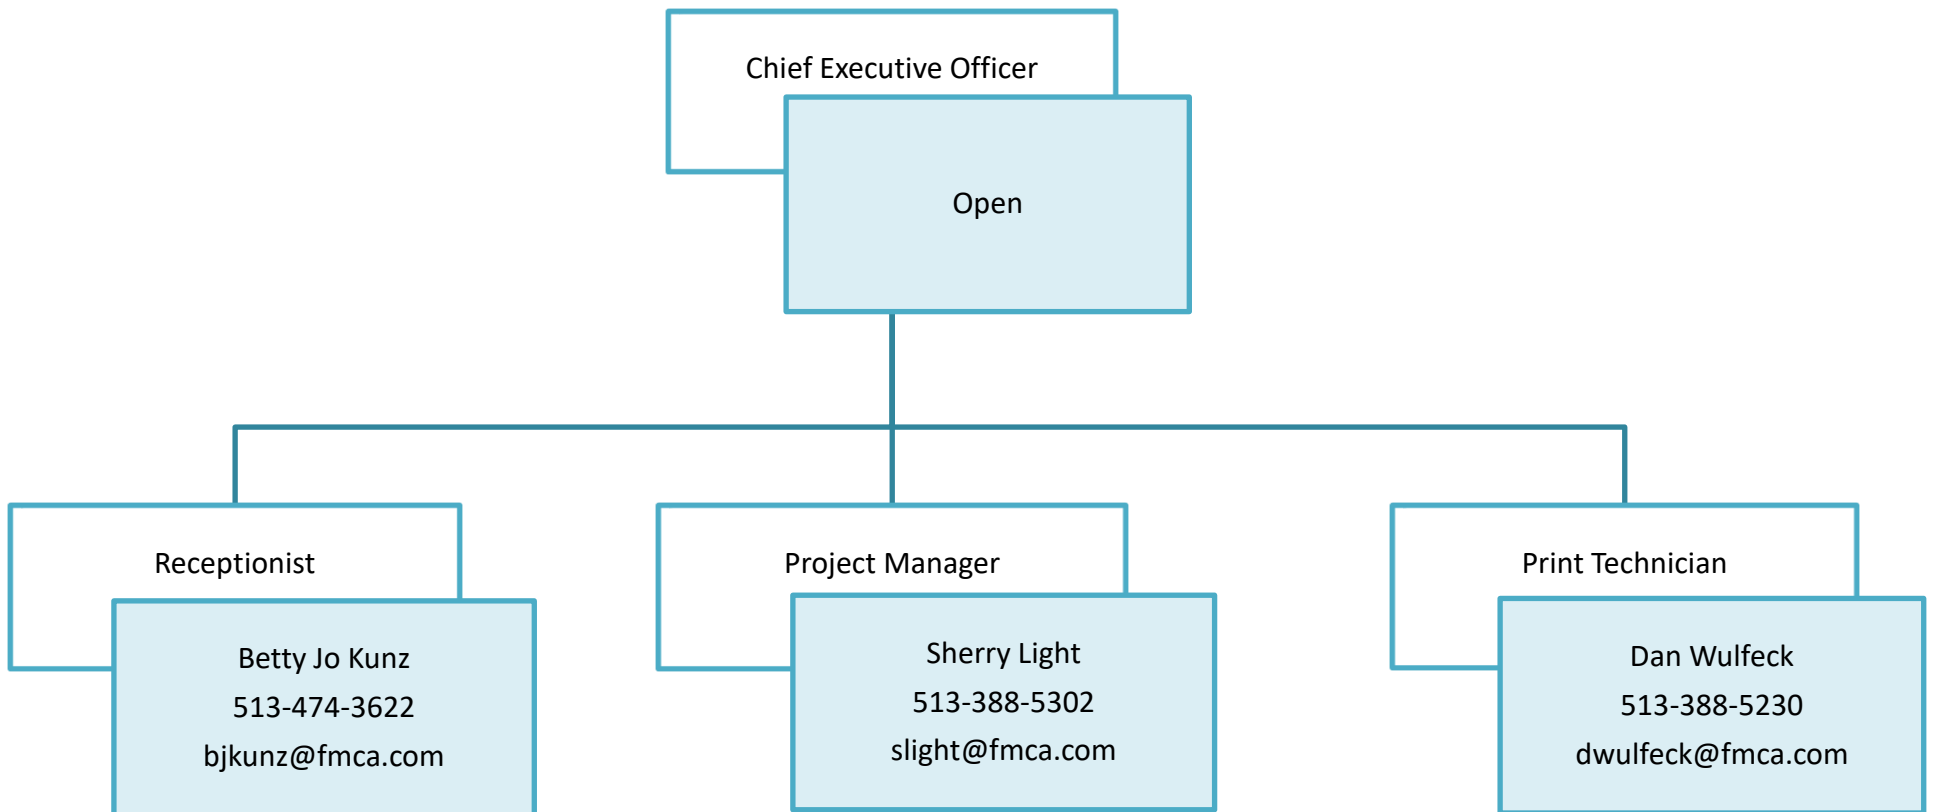 Chief Executive Officer
Open
Receptionist
Betty Jo Kunz
513-474-3622
bjkunz@fmca.com
Project Manager
Sherry Light
513-388-5302
slight@fmca.com
Print Technician
Dan Wulfeck
513-388-5230
dwulfeck@fmca.com